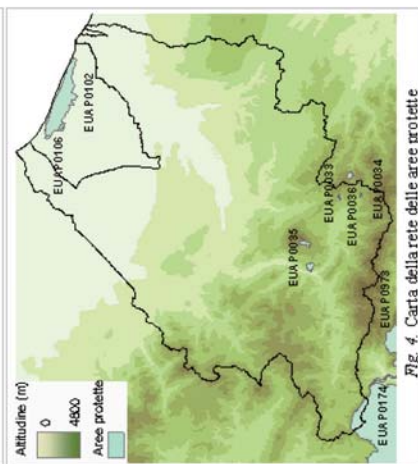 Altitudine (m)
0
4800
Aree protette
EUAP0106
EUAP0102
EUAP0035
EUAP0033
EUAP0036
EUAP0034
EUAP0973
EUAP0174
Fig. 4. Carta della rete delle aree protette